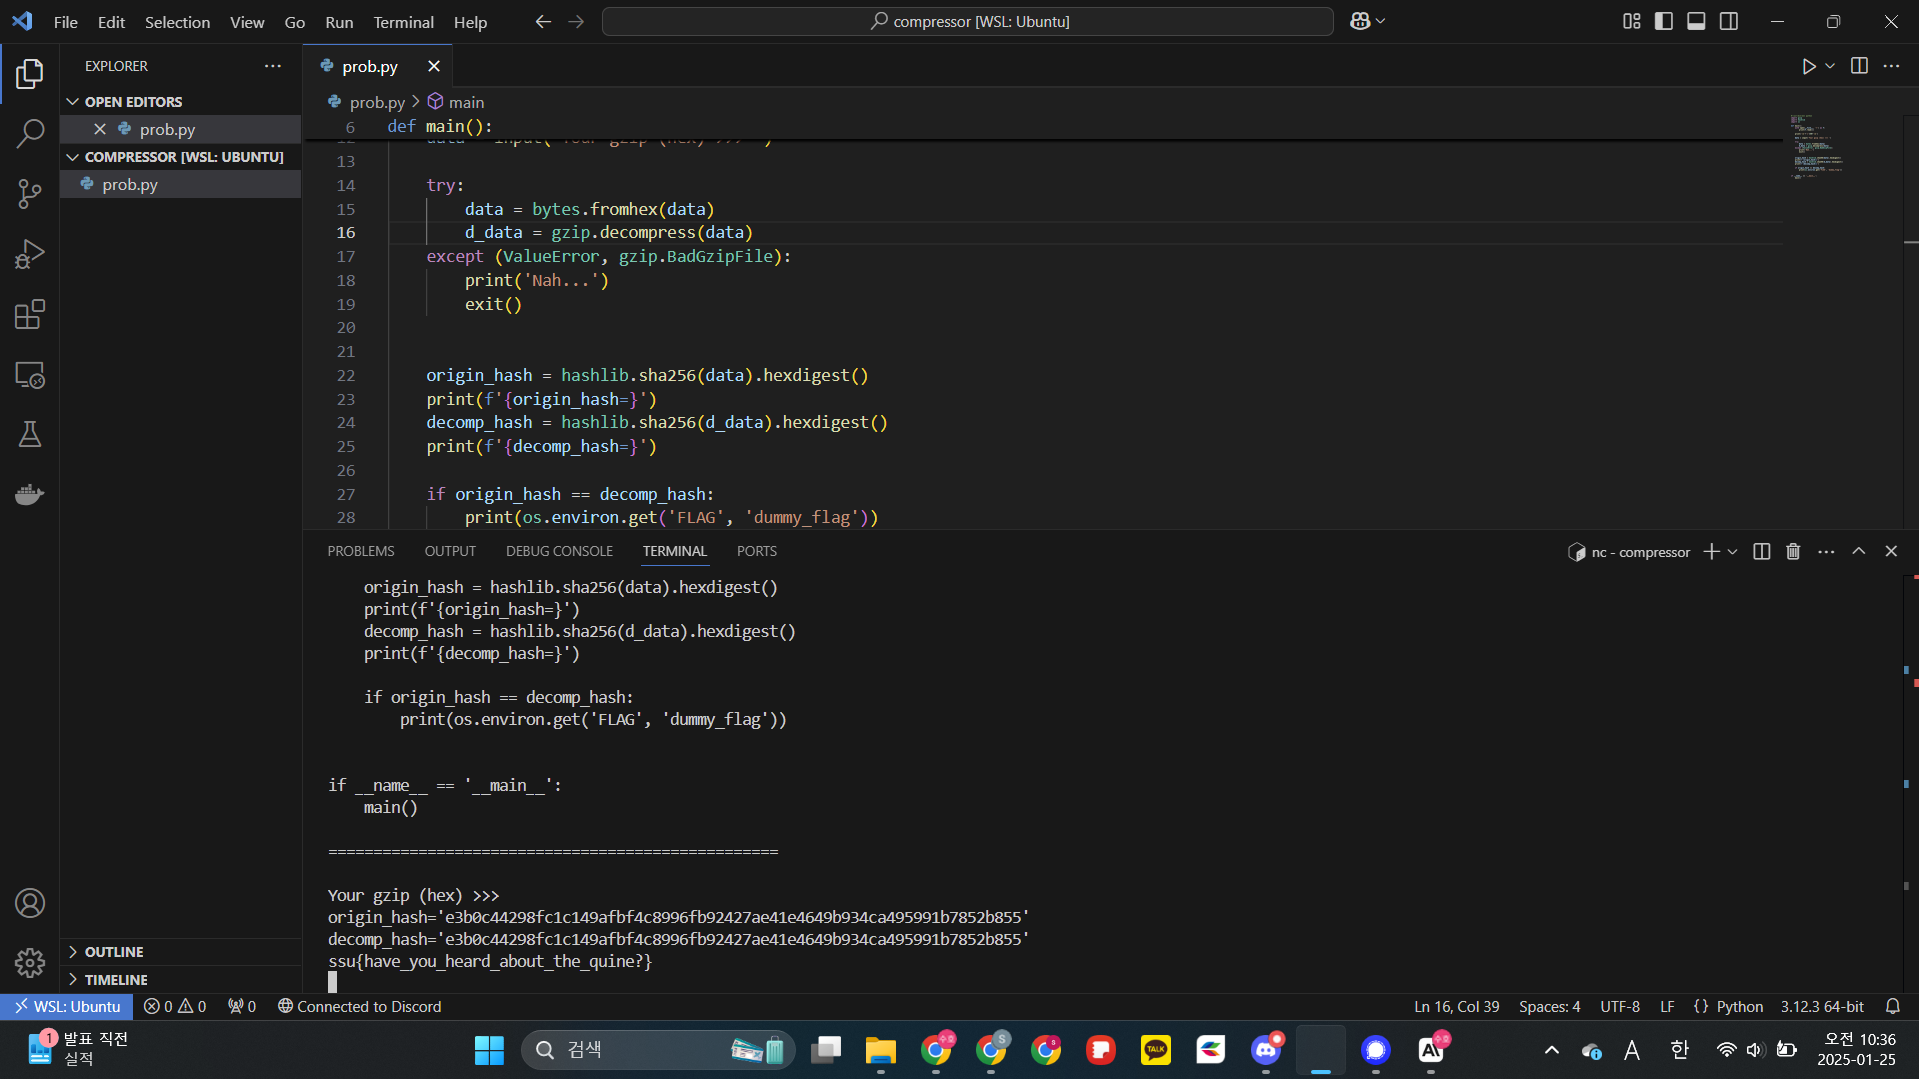 File Edit Selection View Go Run Terminal Help
compressor [WSL: Ubuntu]
EXPLORER
OPEN EDITORS
prob.py
COMPRESSOR [WSL: UBUNTU]
prob.py
OUTLINE
TIMELINE
prob.py
prob.py > main
6 def main():
13
14 try:
15 data = bytes.fromhex(data)
16 d_data = gzip.decompress(data)
17 except (ValueError, gzip.BadGzipFile):
18 print('Nah...')
19 exit()
20
21
22 origin_hash = hashlib.sha256(data).hexdigest()
23 print(f'{origin_hash=}')
24 decomp_hash = hashlib.sha256(d_data).hexdigest()
25 print(f'{decomp_hash=}')
26
27 if origin_hash == decomp_hash:
28 print(os.environ.get('FLAG', 'dummy_flag'))
PROBLEMS OUTPUT DEBUG CONSOLE TERMINAL PORTS
nc - compressor
origin_hash = hashlib.sha256(data).hexdigest()
print(f'{origin_hash=}')
decomp_hash = hashlib.sha256(d_data).hexdigest()
print(f'{decomp_hash=}')
if origin_hash == decomp_hash:
print(os.environ.get('FLAG', 'dummy_flag'))
if __name__ == '__main__':
main()
==================================================
Your gzip (hex) >>>
origin_hash='e3b0c44298fc1c149afbf4c8996fb92427ae41e4649b934ca495991b7852b855'
decomp_hash='e3b0c44298fc1c149afbf4c8996fb92427ae41e4649b934ca495991b7852b855'
ssu{have_you_heard_about_the_quine?}
WSL: Ubuntu 0 0 0 Connected to Discord
Ln 16, Col 39 Spaces: 4 UTF-8 LF {} Python 3.12.3 64-bit
1 발표 직전
실적
검색
TALK
A 한
오전 10:36
2025-01-25